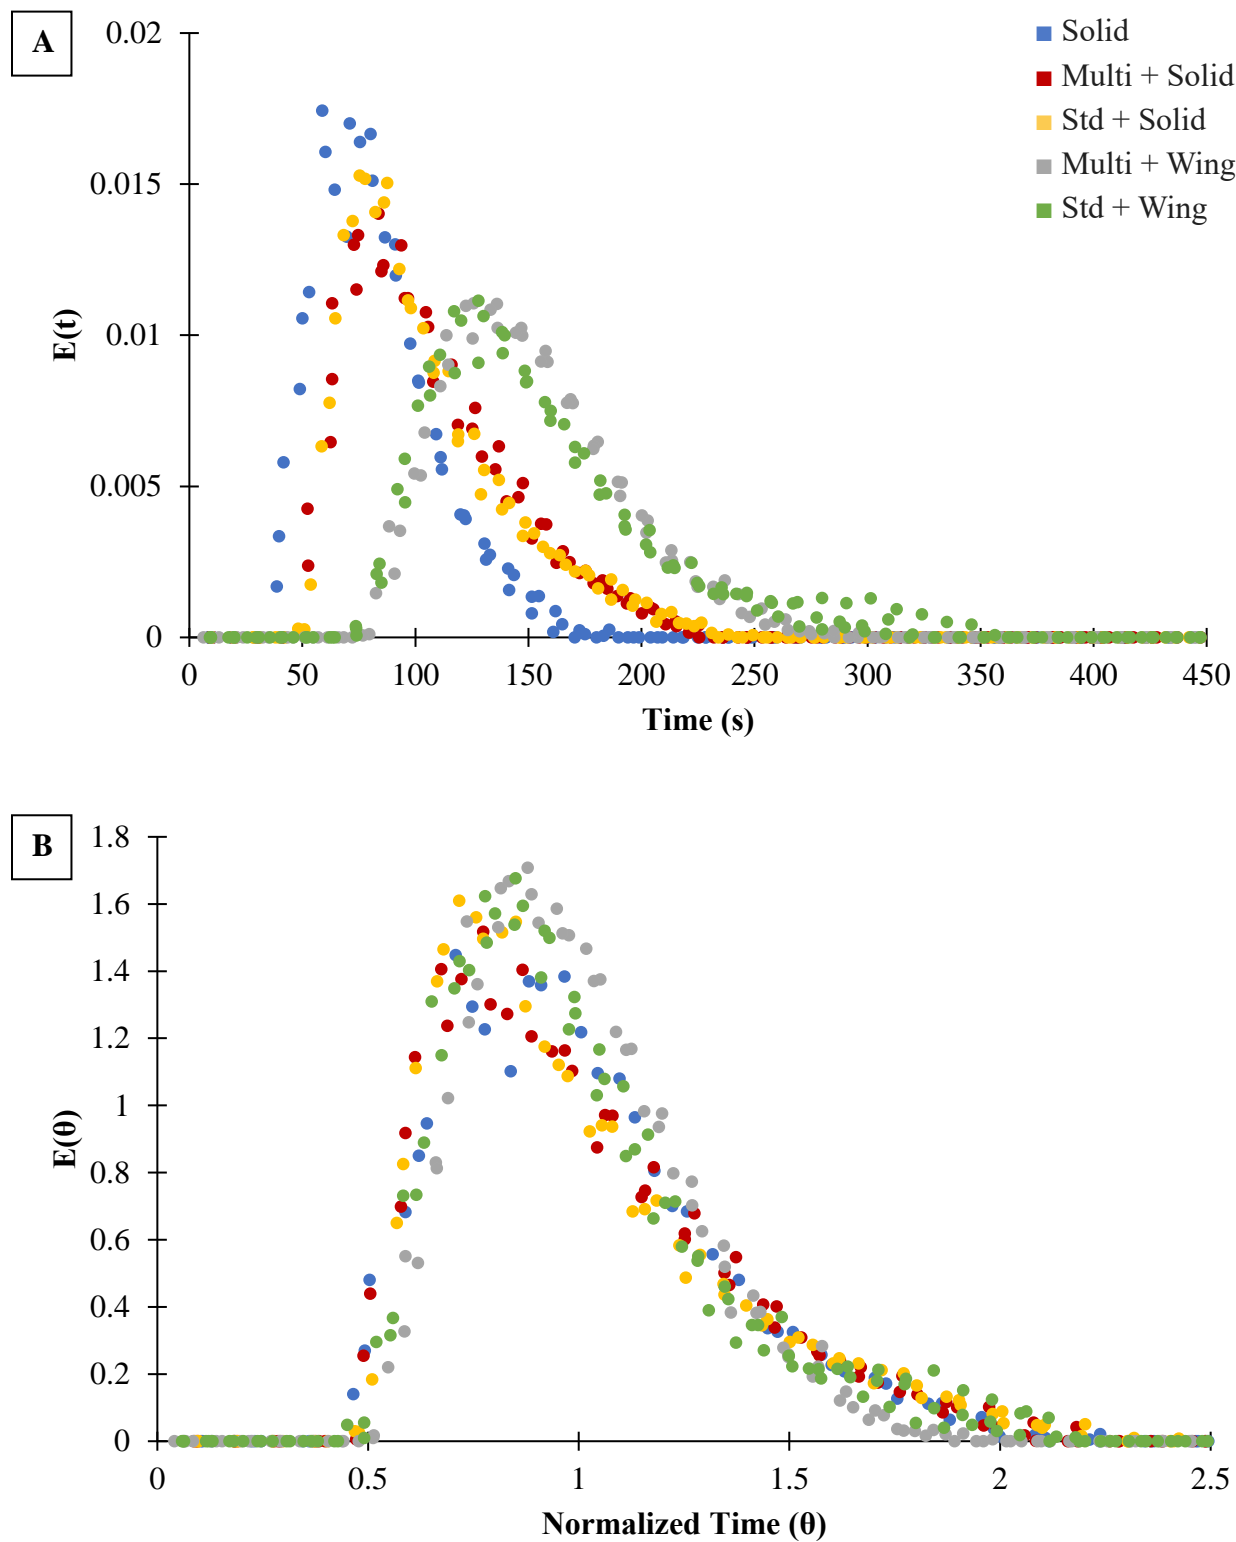 A
0.02
0.015
0.01
0.005
0
E(t)
0 50 100 150 200 250 300 350 400 450
Time (s)
Solid
Multi + Solid
Std + Solid
Multi + Wing
Std + Wing
B
1.8
1.6
1.4
1.2
1
0.8
0.6
0.4
0.2
0
E(θ)
0 0.5 1 1.5 2 2.5
Normalized Time (θ)